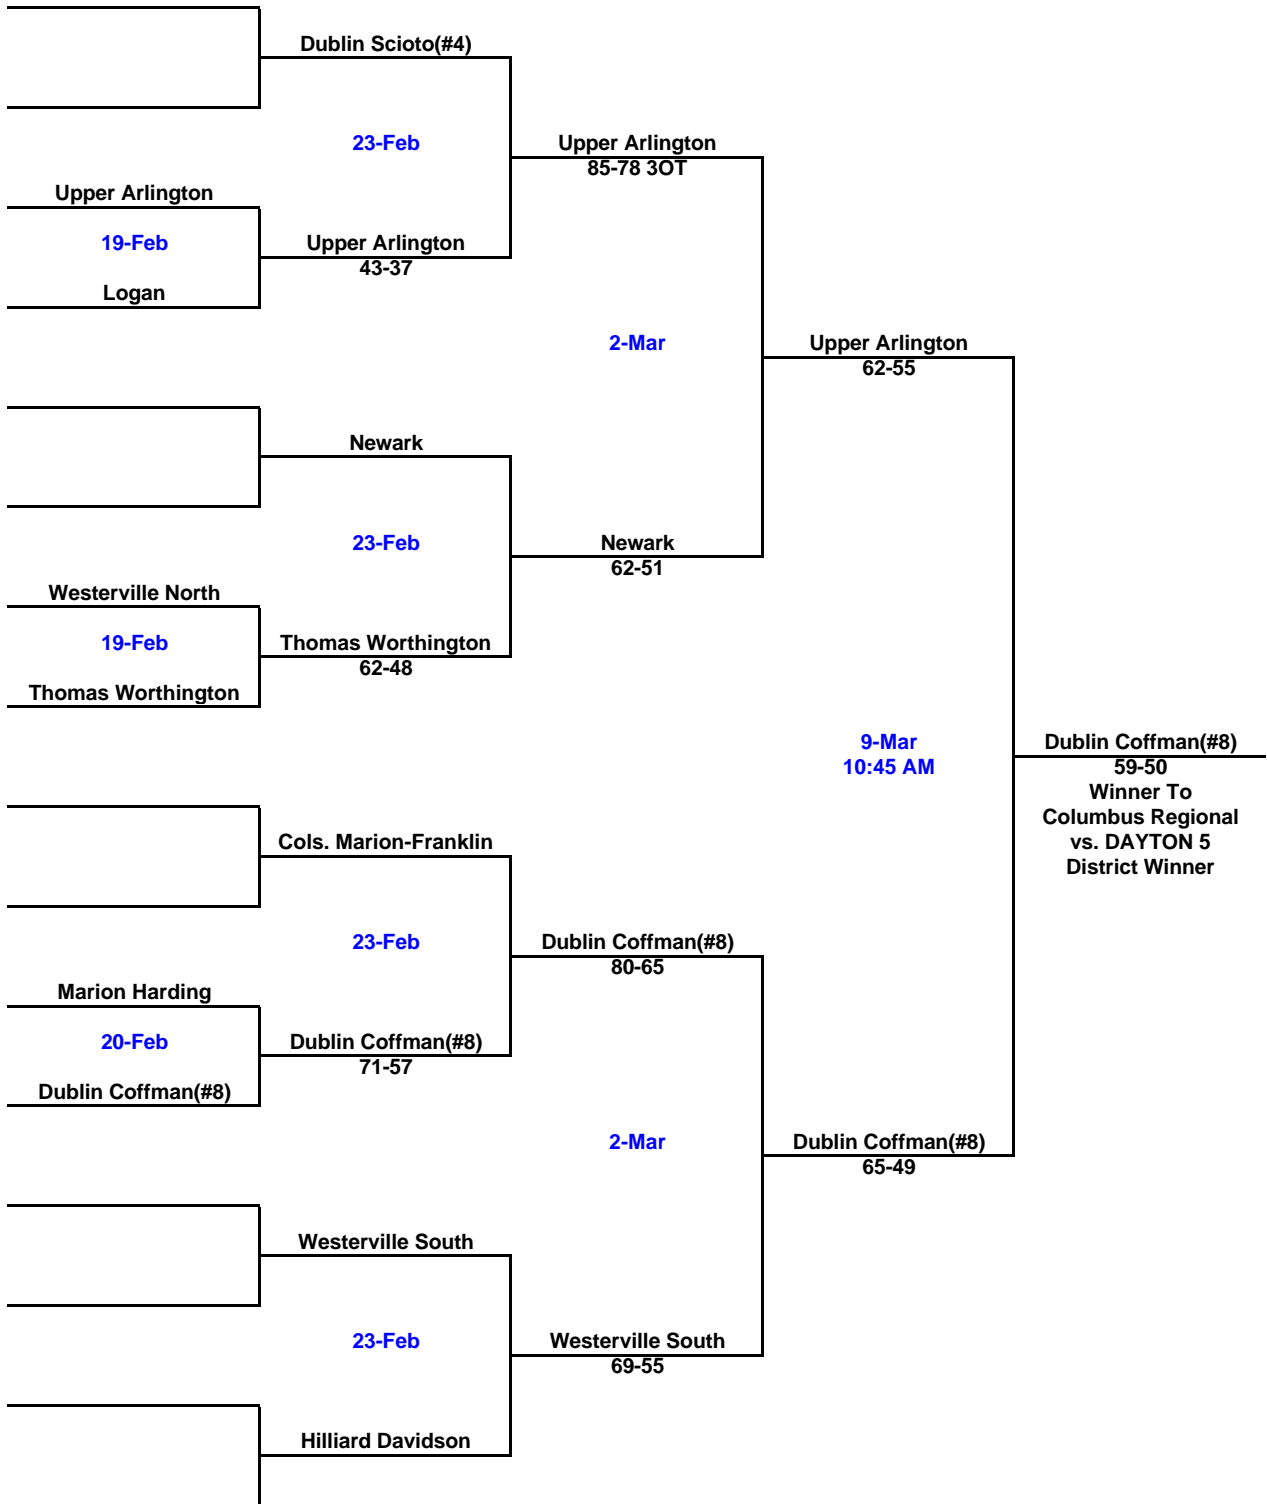 Dublin Scioto(#4)
23-Feb
Upper Arlington
85-78 3OT
Upper Arlington
19-Feb
Upper Arlington
43-37
Logan
2-Mar
Upper Arlington
62-55
Newark
23-Feb
Newark
62-51
Westerville North
19-Feb
Thomas Worthington
62-48
Thomas Worthington
9-Mar
10:45 AM
Dublin Coffman(#8)
59-50
Winner To
Columbus Regional
vs. DAYTON 5
District Winner
Cols. Marion-Franklin
23-Feb
Dublin Coffman(#8)
80-65
Marion Harding
20-Feb
Dublin Coffman(#8)
71-57
Dublin Coffman(#8)
2-Mar
Dublin Coffman(#8)
65-49
Westerville South
23-Feb
Westerville South
69-55
Hilliard Davidson